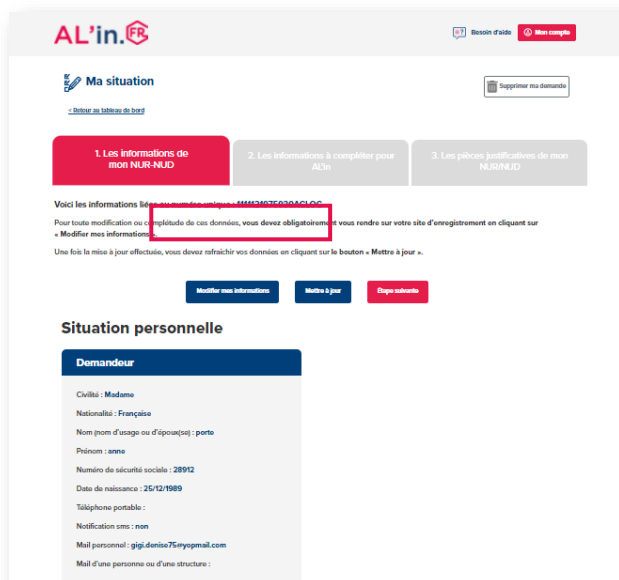 AL'in.FR
Besoin d'aide
Mon compte
Ma situation
Supprimer ma demande
< Retour au tableau de bord
1. Les informations de
mon NUR-NUD
2. Les informations à compléter pour
AL'in
3. Les pièces justificatives de mon
NUR/NUD
Voici les informations liées au numéro unique :
Pour toute modification ou complétude de ces données, vous devez obligatoirement vous rendre sur votre site d'enregistrement en cliquant sur
« Modifier mes informations ».
Une fois la mise à jour effectuée, vous devez rafraichir vos données en cliquant sur le bouton « Mettre à jour ».
Modifier mes informations
Mettre à jour
Étape suivante
Situation personnelle
Demandeur
Civilité : Madame
Nationalité : Française
Nom (nom d'usage ou d'époux(se) : porte
Prénom : anne
Numéro de sécurité sociale : 28912
Date de naissance : 25/12/1989
Téléphone portable :
Notification sms : non
Mail personnel : gigi.denise75@yopmail.com
Mail d'une personne ou d'une structure :